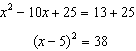 x² − 10x + 25 = 13 + 25
(x − 5)² = 38